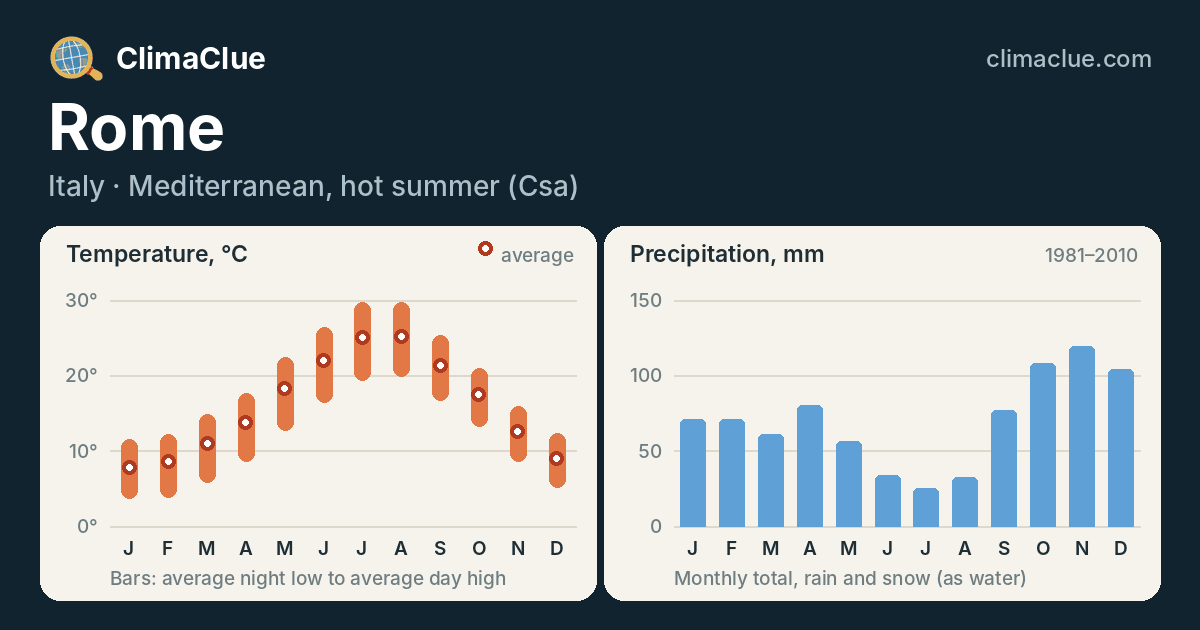 ClimaClue
climaclue.com
Rome
Italy · Mediterranean, hot summer (Csa)
Temperature, °C
average
30°
20°
10°
0°
J F M A M J J A S O N D
Bars: average night low to average day high
Precipitation, mm
1981–2010
150
100
50
0
J F M A M J J A S O N D
Monthly total, rain and snow (as water)